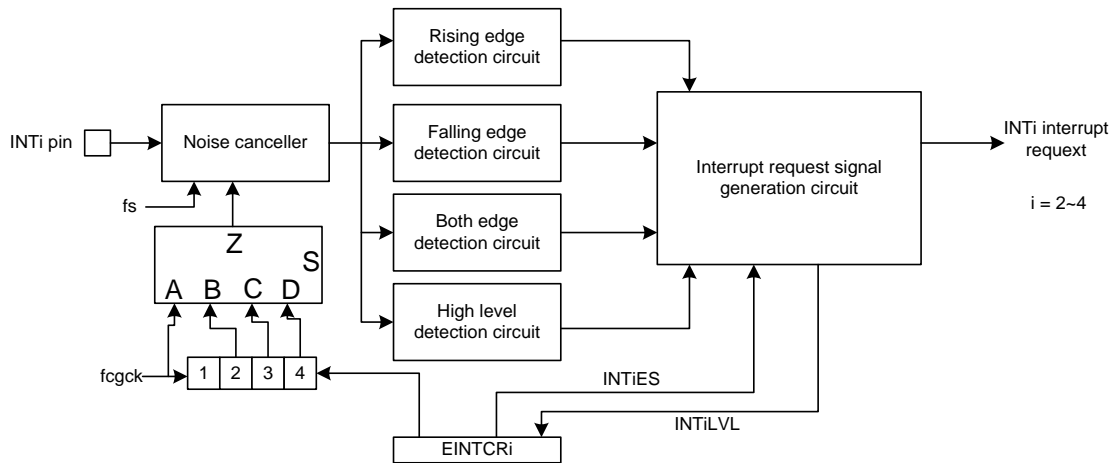 Rising edge
detection circuit
INTi pin
Noise canceller
Falling edge
detection circuit
Interrupt request signal
generation circuit
INTi interrupt
requext
i = 2~4
fs
Both edge
detection circuit
Z
S
A B C D
High level
detection circuit
fcgck
1 2 3 4
INTiES
INTiLVL
EINTCRi